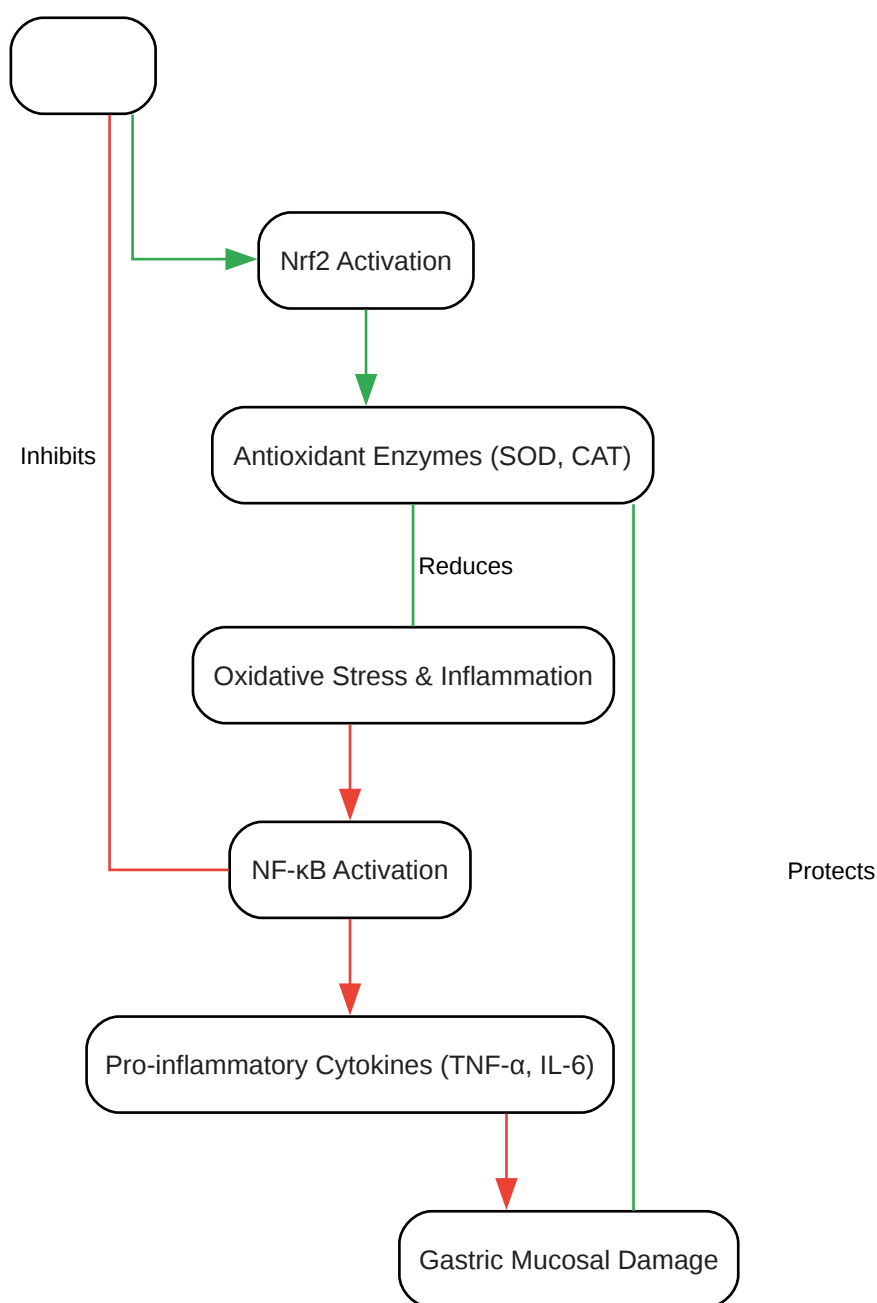 Nrf2 Activation
Inhibits
Antioxidant Enzymes (SOD, CAT)
Reduces
Oxidative Stress & Inflammation
NF-κB Activation
Protects
Pro-inflammatory Cytokines (TNF-α, IL-6)
Gastric Mucosal Damage